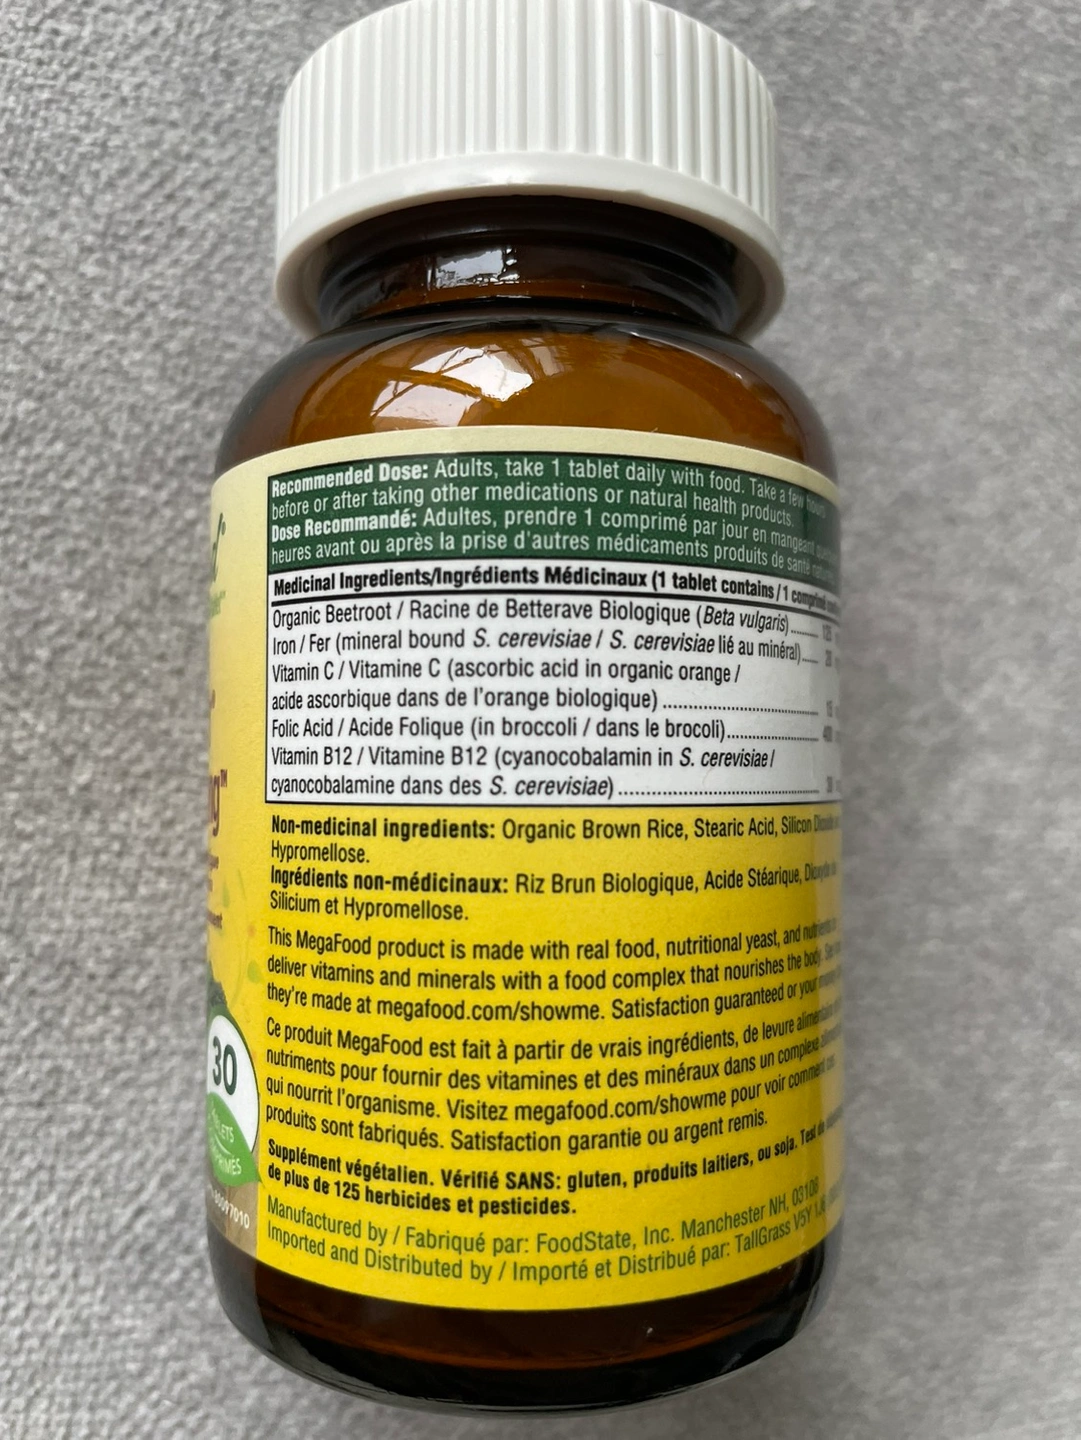 Recommended Dose: Adults, take 1 tablet daily with food. Take a few hours
before or after taking other medications or natural health products.
Dose Recommandé: Adultes, prendre 1 comprimé par jour en mangeant
heures avant ou après la prise d'autres médicaments produits de santé
Medicinal Ingredients/Ingrédients Médicinaux (1 tablet contains / 1 comprimé
Organic Beetroot / Racine de Betterave Biologique (Beta vulgaris)........
Iron / Fer (mineral bound S. cerevisiae / S. cerevisiae lié au minéral).....
Vitamin C / Vitamine C (ascorbic acid in organic orange /
acide ascorbique dans de l'orange biologique) ........................................
Folic Acid / Acide Folique (in broccoli / dans le brocoli)........................
Vitamin B12 / Vitamine B12 (cyanocobalamin in S. cerevisiae /
cyanocobalamine dans des S. cerevisiae) ....................................................
Non-medicinal ingredients: Organic Brown Rice, Stearic Acid, Silicon Dioxide
Hypromellose.
Ingrédients non-médicinaux: Riz Brun Biologique, Acide Stéarique, Dioxyde de
Silicium et Hypromellose.
This MegaFood product is made with real food, nutritional yeast, and nutrients
deliver vitamins and minerals with a food complex that nourishes the body.
they're made at megafood.com/showme. Satisfaction guaranteed or your
Ce produit MegaFood est fait à partir de vrais ingrédients, de levure alimentaire
nutriments pour fournir des vitamines et des minéraux dans un complexe
qui nourrit l'organisme. Visitez megafood.com/showme pour voir comment
produits sont fabriqués. Satisfaction garantie ou argent remis.
Supplément végétalien. Vérifié SANS: gluten, produits laitiers, ou soja. Test de
de plus de 125 herbicides et pesticides.
Manufactured by / Fabriqué par: FoodState, Inc. Manchester NH, 03108
Imported and Distributed by / Importé et Distribué par: TallGrass V5Y
30